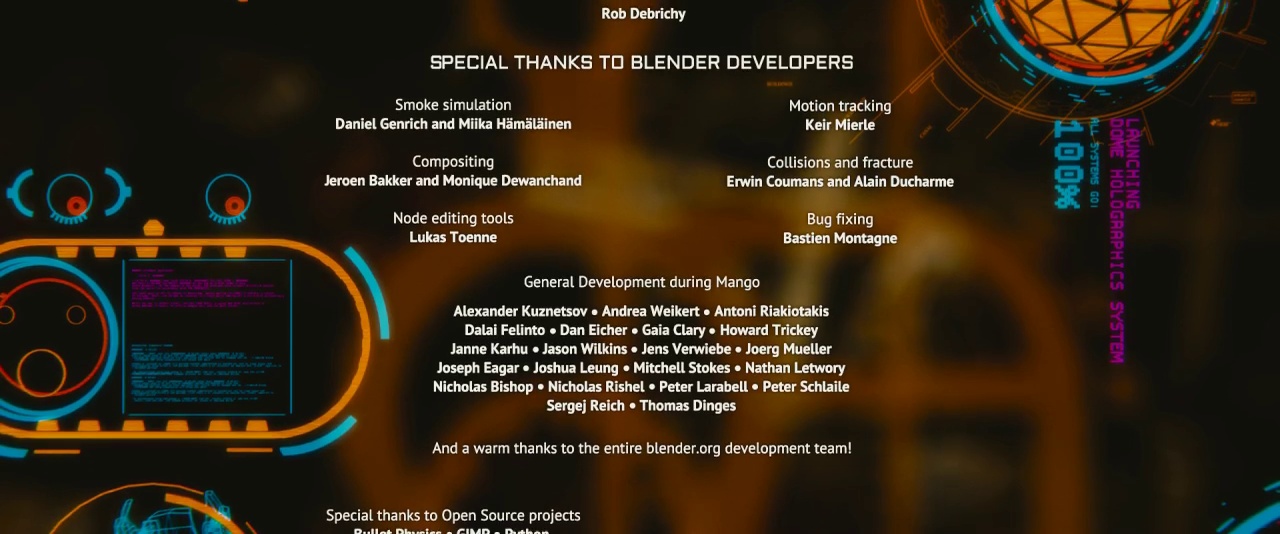 Rob Debrichy
SPECIAL THANKS TO BLENDER DEVELOPERS
Smoke simulation
Daniel Genrich and Miika Hämäläinen
Motion tracking
Keir Mierle
Compositing
Jeroen Bakker and Monique Dewanchand
Collisions and fracture
Erwin Coumans and Alain Ducharme
Node editing tools
Lukas Toenne
Bug fixing
Bastien Montagne
General Development during Mango
Alexander Kuznetsov • Andrea Weikert • Antoni Riakiotakis
Dalai Felinto • Dan Eicher • Gaia Clary • Howard Trickey
Janne Karhu • Jason Wilkins • Jens Verwiebe • Joerg Mueller
Joseph Eagar • Joshua Leung • Mitchell Stokes • Nathan Letwory
Nicholas Bishop • Nicholas Rishel • Peter Larabell • Peter Schlaile
Sergej Reich • Thomas Dinges
And a warm thanks to the entire blender.org development team!
Special thanks to Open Source projects
Bullet Physics • GIMP • Python
LAUNCHING
DOME HOLOGRAPHICS SYSTEM
ALL SYSTEMS GO!
100%